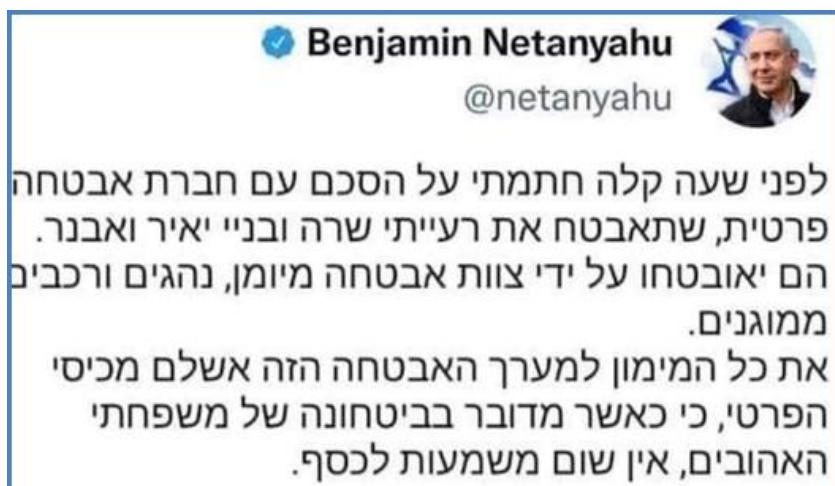 Benjamin Netanyahu
@netanyahu
לפני שעה קלה חתמתי על הסכם עם חברת אבטחה
פרטית, שתאבטח את רעייתי שרה ובניי יאיר ואבנר.
הם יאובטחו על ידי צוות אבטחה מיומן, נהגים ורכבים
ממוגנים.
את כל המימון למערך האבטחה הזה אשלם מכיסי
הפרטי, כי כאשר מדובר בביטחונה של משפחתי
האהובים, אין שום משמעות לכסף.